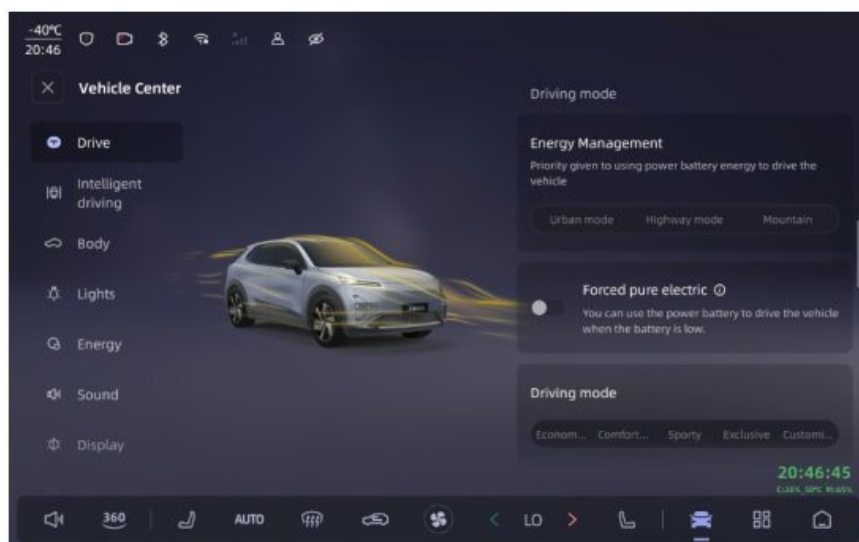 -40℃
20:46
Vehicle Center
Drive
Intelligent
driving
Body
Lights
Energy
Sound
Display
Driving mode
Energy Management
Priority given to using power battery energy to drive the
vehicle
Urban mode Highway mode Mountain
Forced pure electric
You can use the power battery to drive the vehicle
when the battery is low.
Driving mode
Econom... Comfort... Sporty Exclusive Customi...
20:46:45
C:28%, 50℃ M:65%
360 AUTO LO